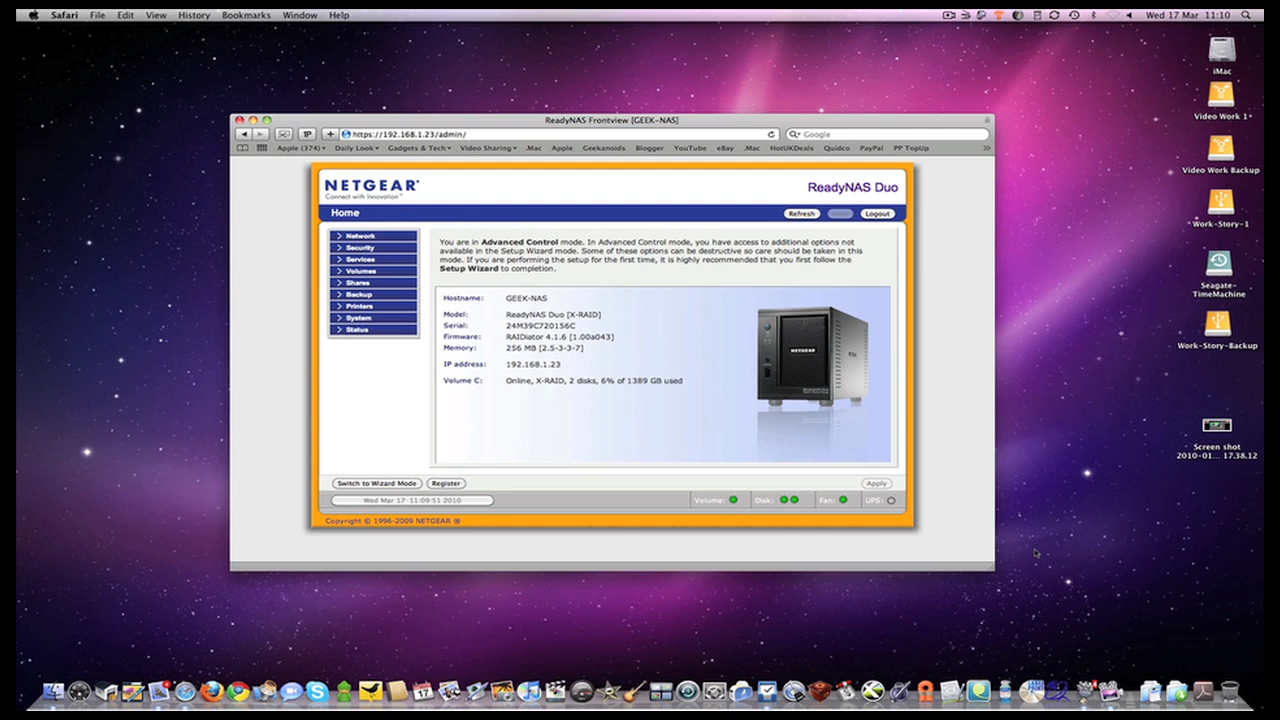 Safari File Edit View History Bookmarks Window Help
Wed 17 Mar 11:10
ReadyNAS Frontview [GEEK-NAS]
1P
https://192.168.1.23/admin/
Google
Apple (374) Daily Look Gadgets & Tech Video Sharing .Mac Apple Geekanoids Blogger YouTube eBay .Mac HotUKDeals Quidco PayPal PP TopUp
NETGEAR
Connect with Innovation™
ReadyNAS Duo
Home
Refresh
Logout
Network
Security
Services
Volumes
Shares
Backup
Printers
System
Status
You are in Advanced Control mode. In Advanced Control mode, you have access to additional options not
available in the Setup Wizard mode. Some of these options can be destructive so care should be taken in this
mode. If you are performing the setup for the first time, it is highly recommended that you first follow the
Setup Wizard to completion.
Hostname: GEEK-NAS
Model: ReadyNAS Duo [X-RAID]
Serial: 24M39C720156C
Firmware: RAIDiator 4.1.6 [1.00a043]
Memory: 256 MB [2.5-3-3-7]
IP address: 192.168.1.23
Volume C: Online, X-RAID, 2 disks, 6% of 1389 GB used
NETGEAR
Switch to Wizard Mode
Register
Apply
Wed Mar 17 11:09:51 2010
Volume:
Disk:
Fan:
UPS:
Copyright © 1996-2009 NETGEAR ®
iMac
Video Work 1*
Video Work Backup
Work-Story-1
Seagate-
TimeMachine
Work-Story-Backup
Screen shot
2010-01... 17.38.12